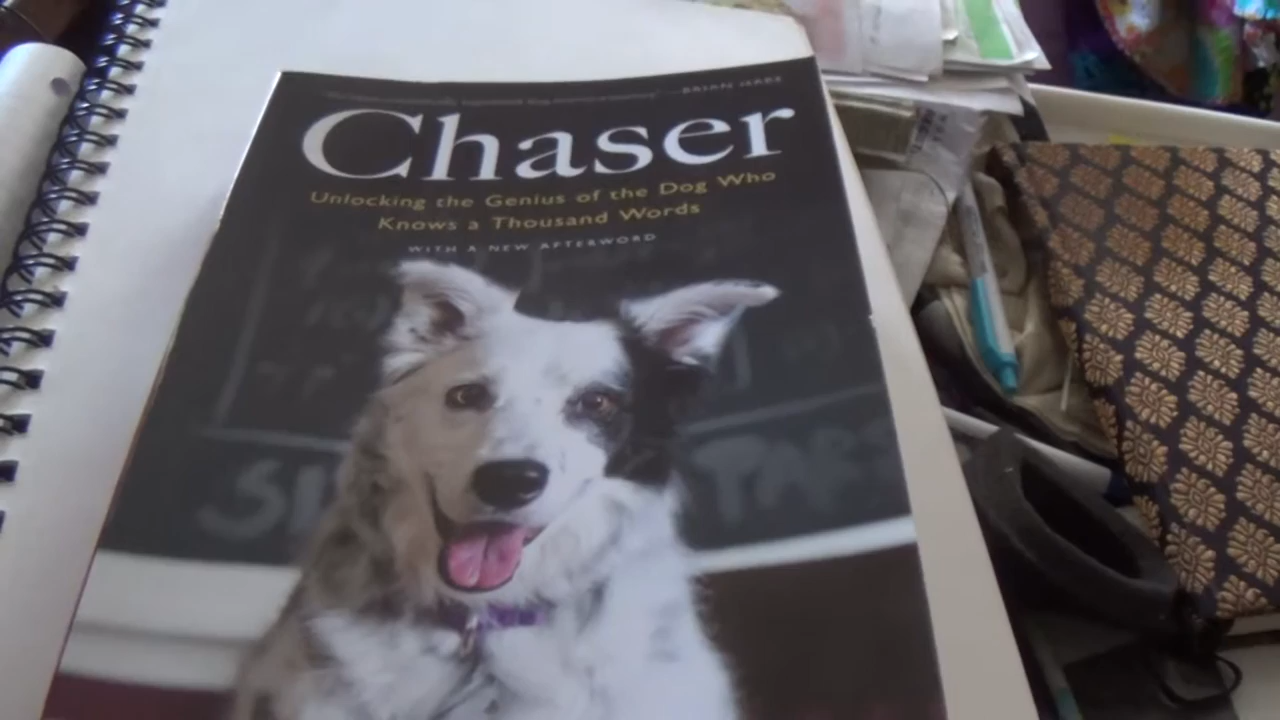 BRIAN HARE
Chaser
Unlocking the Genius of the Dog Who
Knows a Thousand Words
WITH A NEW AFTERWORD